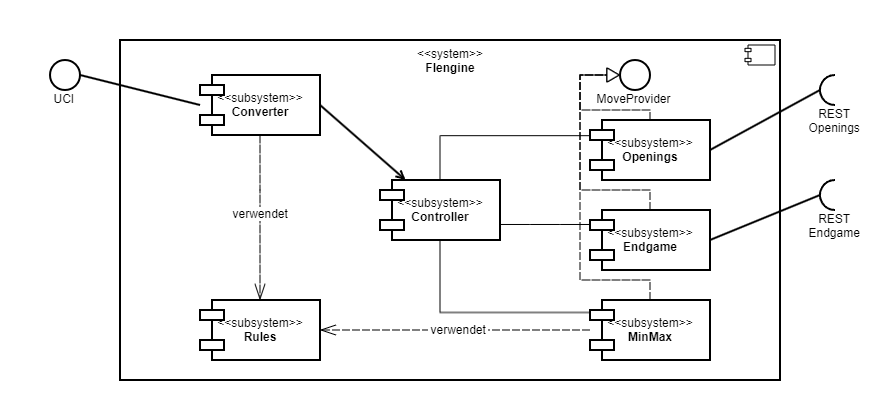 <<system>>
Flengine
UCI
<<subsystem>>
Converter
MoveProvider
REST
Openings
<<subsystem>>
Openings
<<subsystem>>
Controller
verwendet
<<subsystem>>
Endgame
REST
Endgame
<<subsystem>>
Rules
verwendet
<<subsystem>>
MinMax